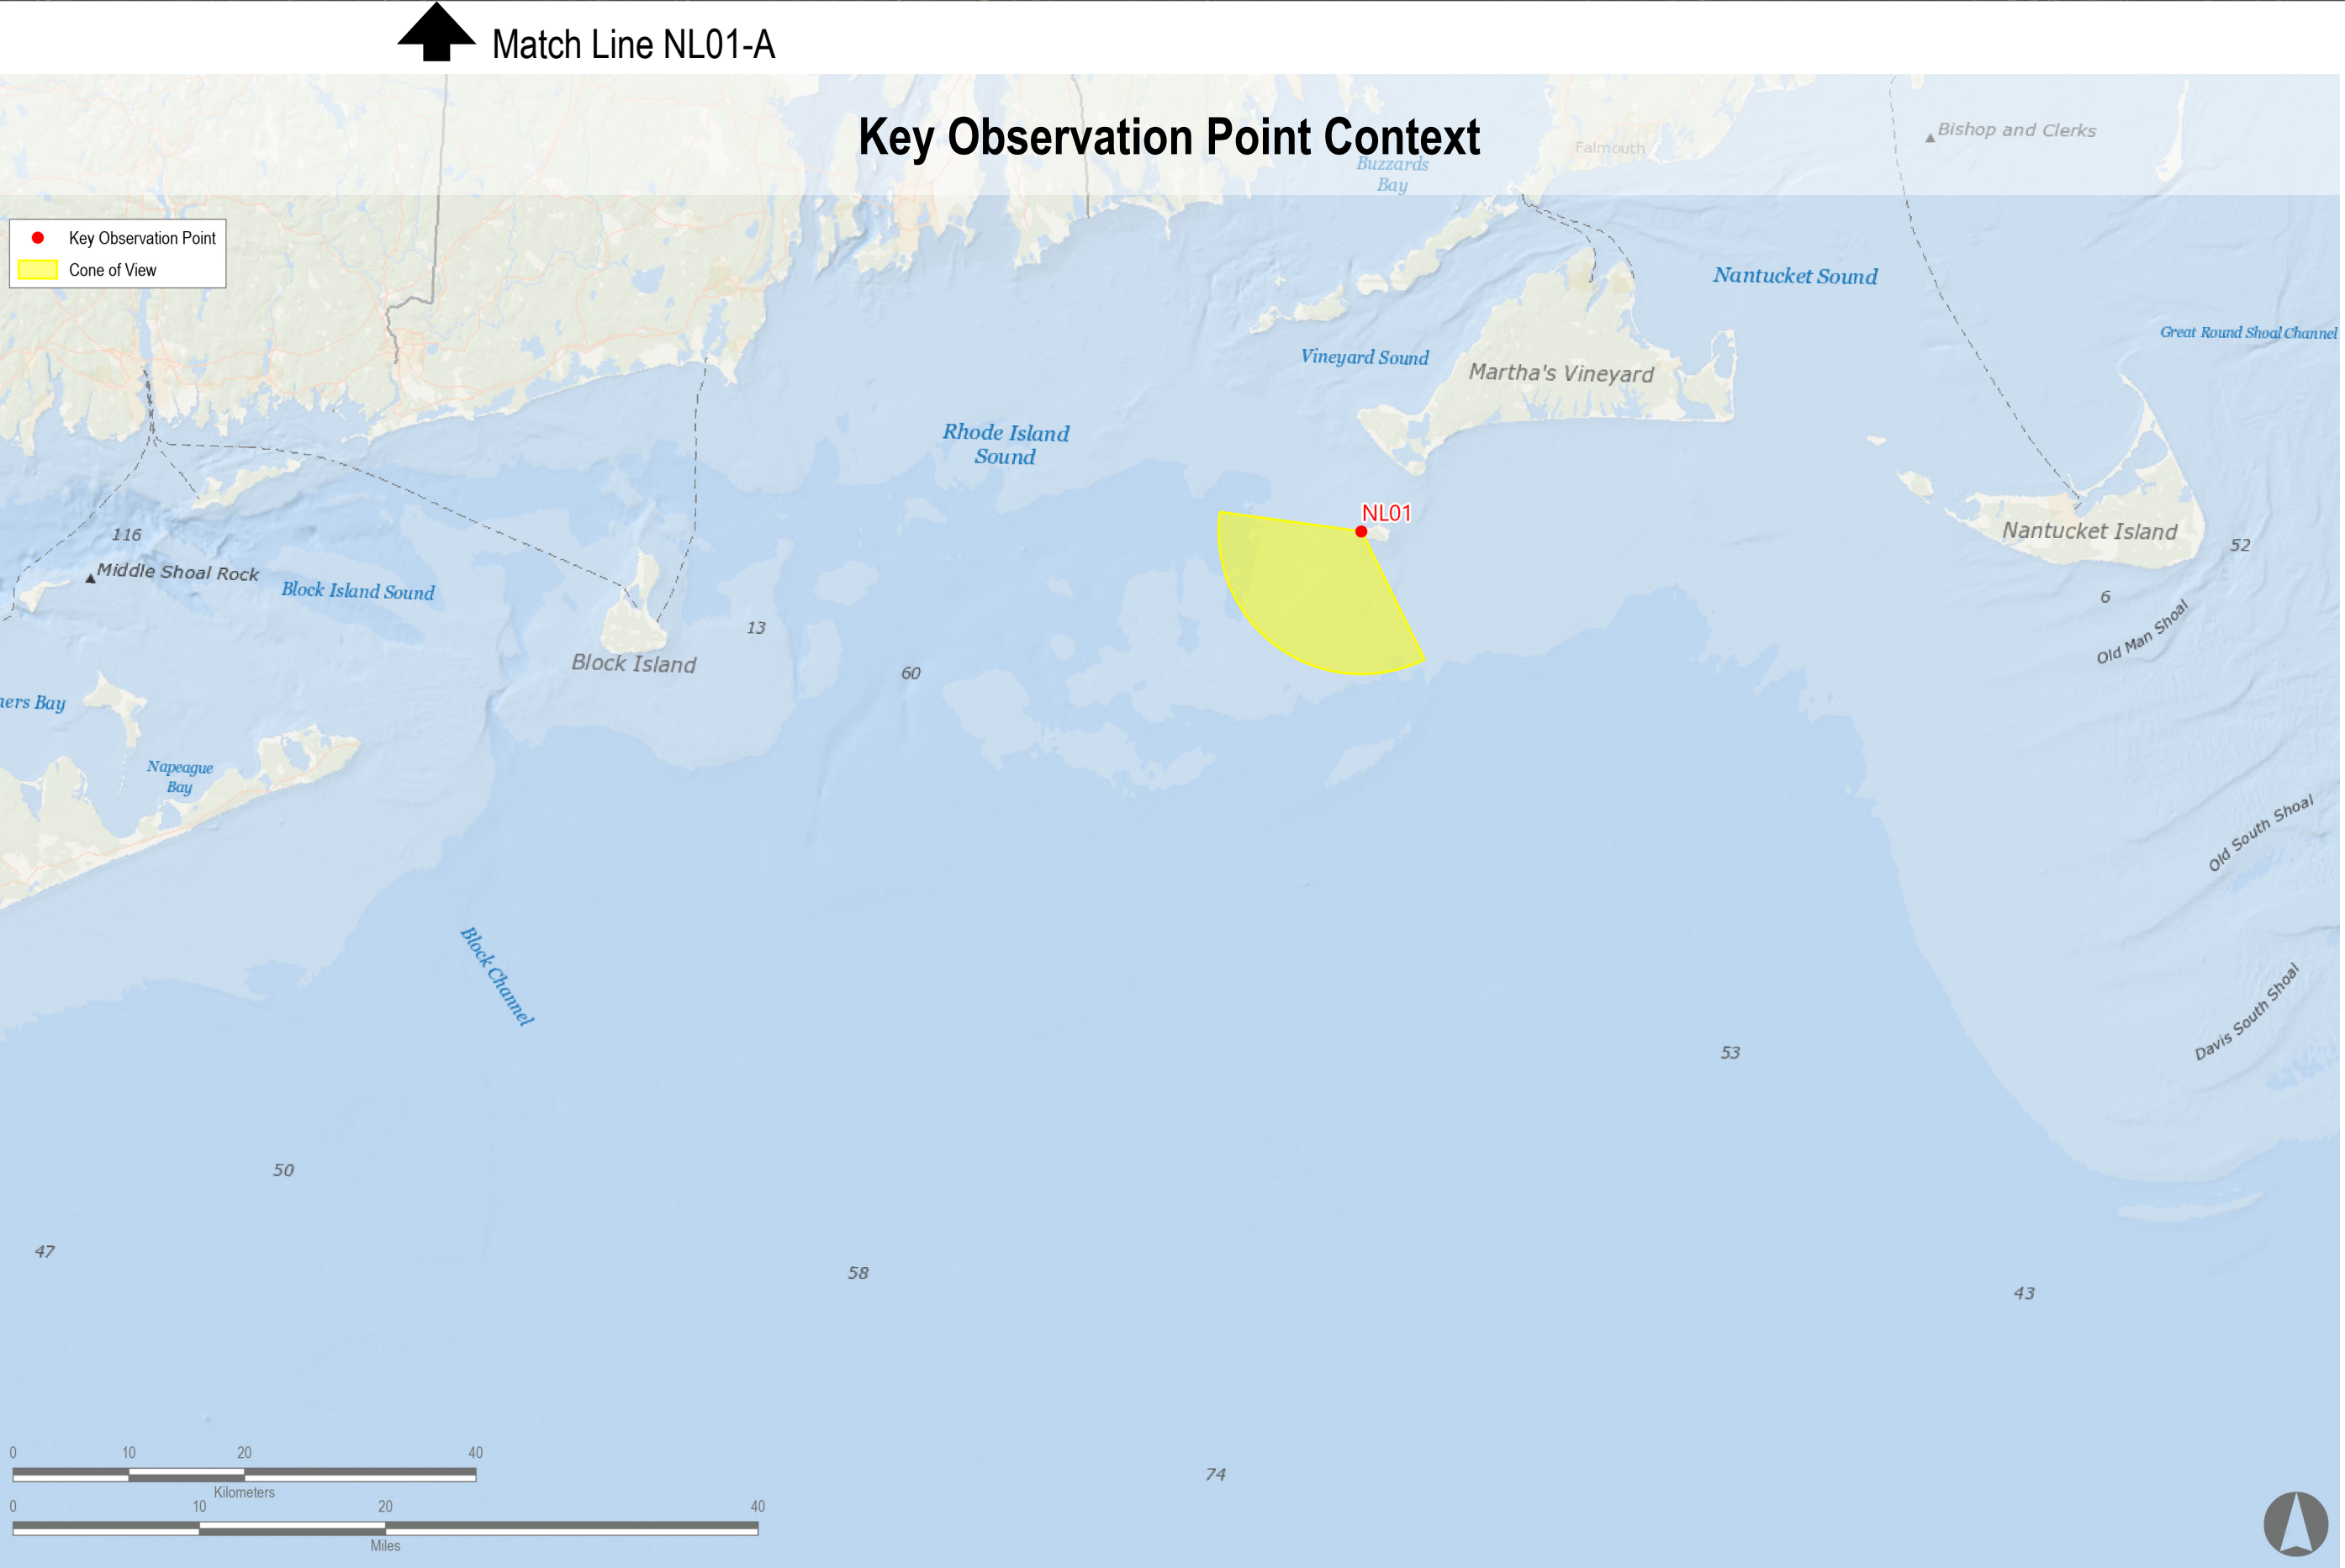 Match Line NL01-A
Key Observation Point Context
Bishop and Clerks
Falmouth
Buzzards
Bay
Key Observation Point
Cone of View
Nantucket Sound
Great Round Shoal Channel
Vineyard Sound
Martha's Vineyard
Rhode Island
Sound
NL01
116
Nantucket Island
52
Middle Shoal Rock
Block Island Sound
6
13
Old Man Shoal
Block Island
60
ners Bay
Napeague
Bay
Old South Shoal
Block Channel
Davis South Shoal
53
50
47
58
43
74
0 10 20 40
Kilometers
0 10 20 40
Miles